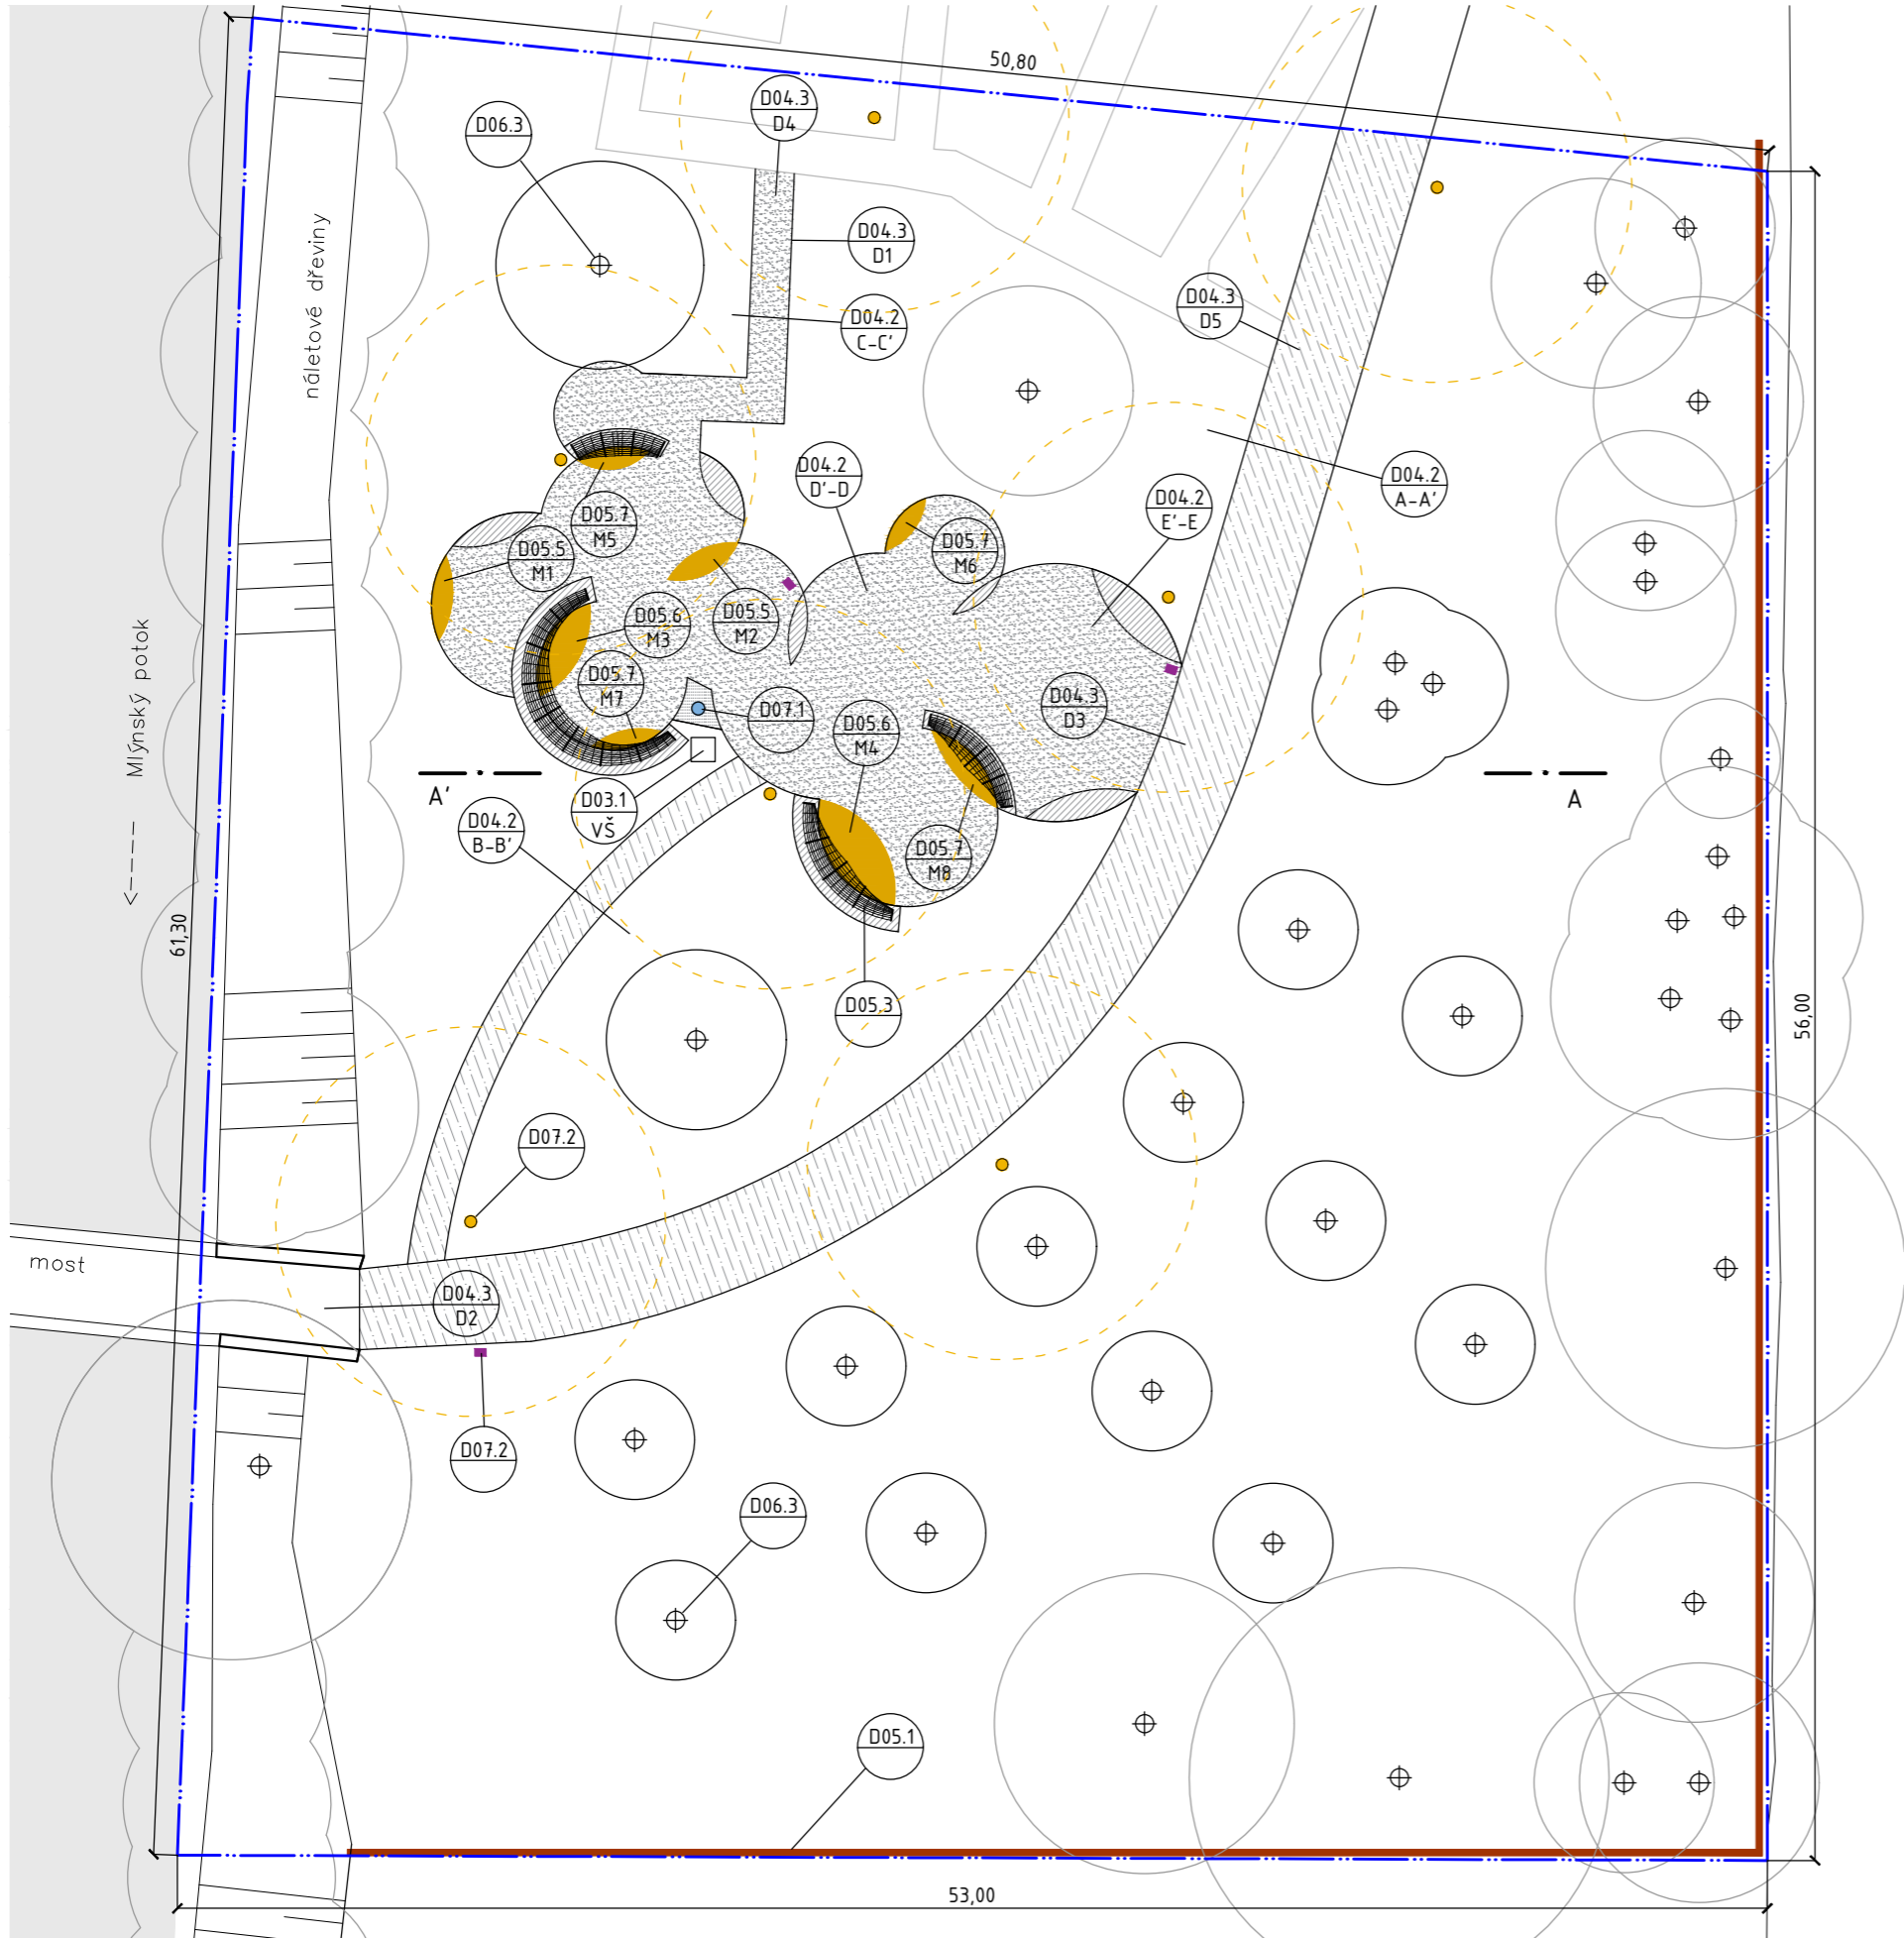 50,80
D04.3
D4
D06.3
D04.3
D1
náletové dřeviny
D04.3
D5
D04.2
C-C'
D04.2
D'-D
D04.2
A-A'
D04.2
E'-E
D05.7
M5
D05.5
M1
D05.7
M6
D05.6
M3
D05.5
M2
Mlýnský potok
<----
D05.7
M7
D07.1
D05.6
M4
D04.3
D3
A'
A
D03.1
VŠ
D04.2
B-B'
D05.7
M8
61,30
D05.3
56,00
D07.2
most
D04.3
D2
D07.2
D06.3
D05.1
53,00